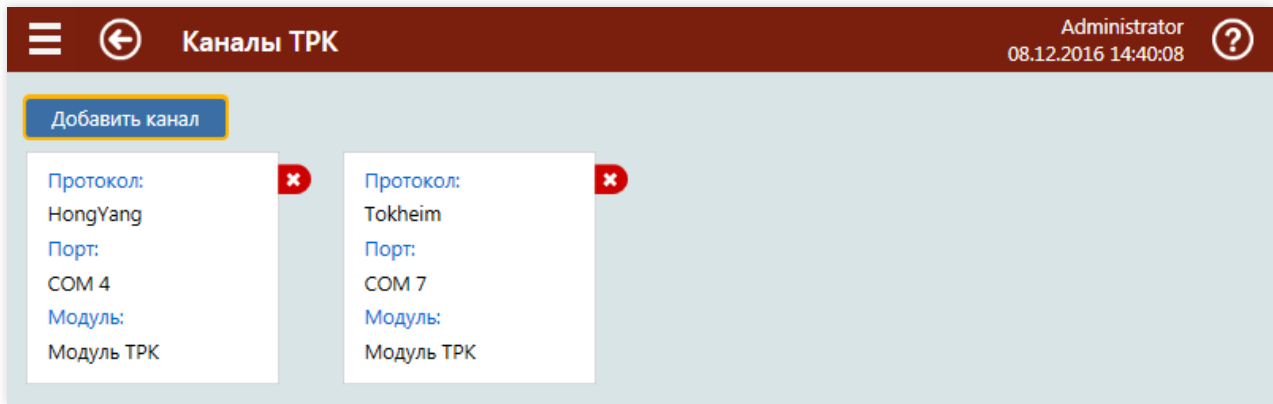 Каналы ТРК
Administrator
08.12.2016 14:40:08
Добавить канал
Протокол:
HongYang
Порт:
COM 4
Модуль:
Модуль ТРК
Протокол:
Tokheim
Порт:
COM 7
Модуль:
Модуль ТРК